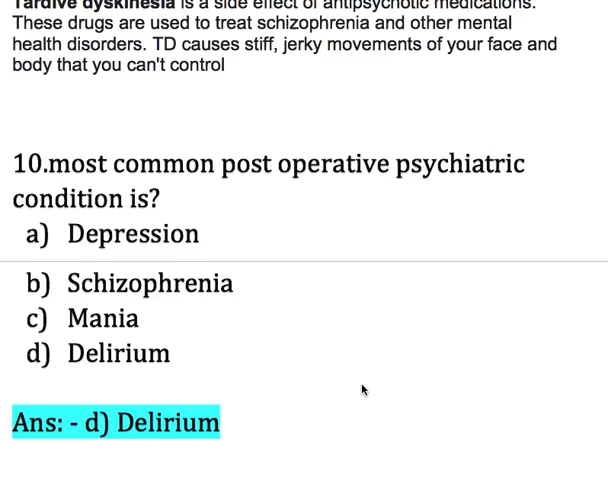 Tardive dyskinesia is a side effect of antipsychotic medications.
These drugs are used to treat schizophrenia and other mental
health disorders. TD causes stiff, jerky movements of your face and
body that you can't control
10.most common post operative psychiatric
condition is?
a) Depression
b) Schizophrenia
c) Mania
d) Delirium
Ans: - d) Delirium